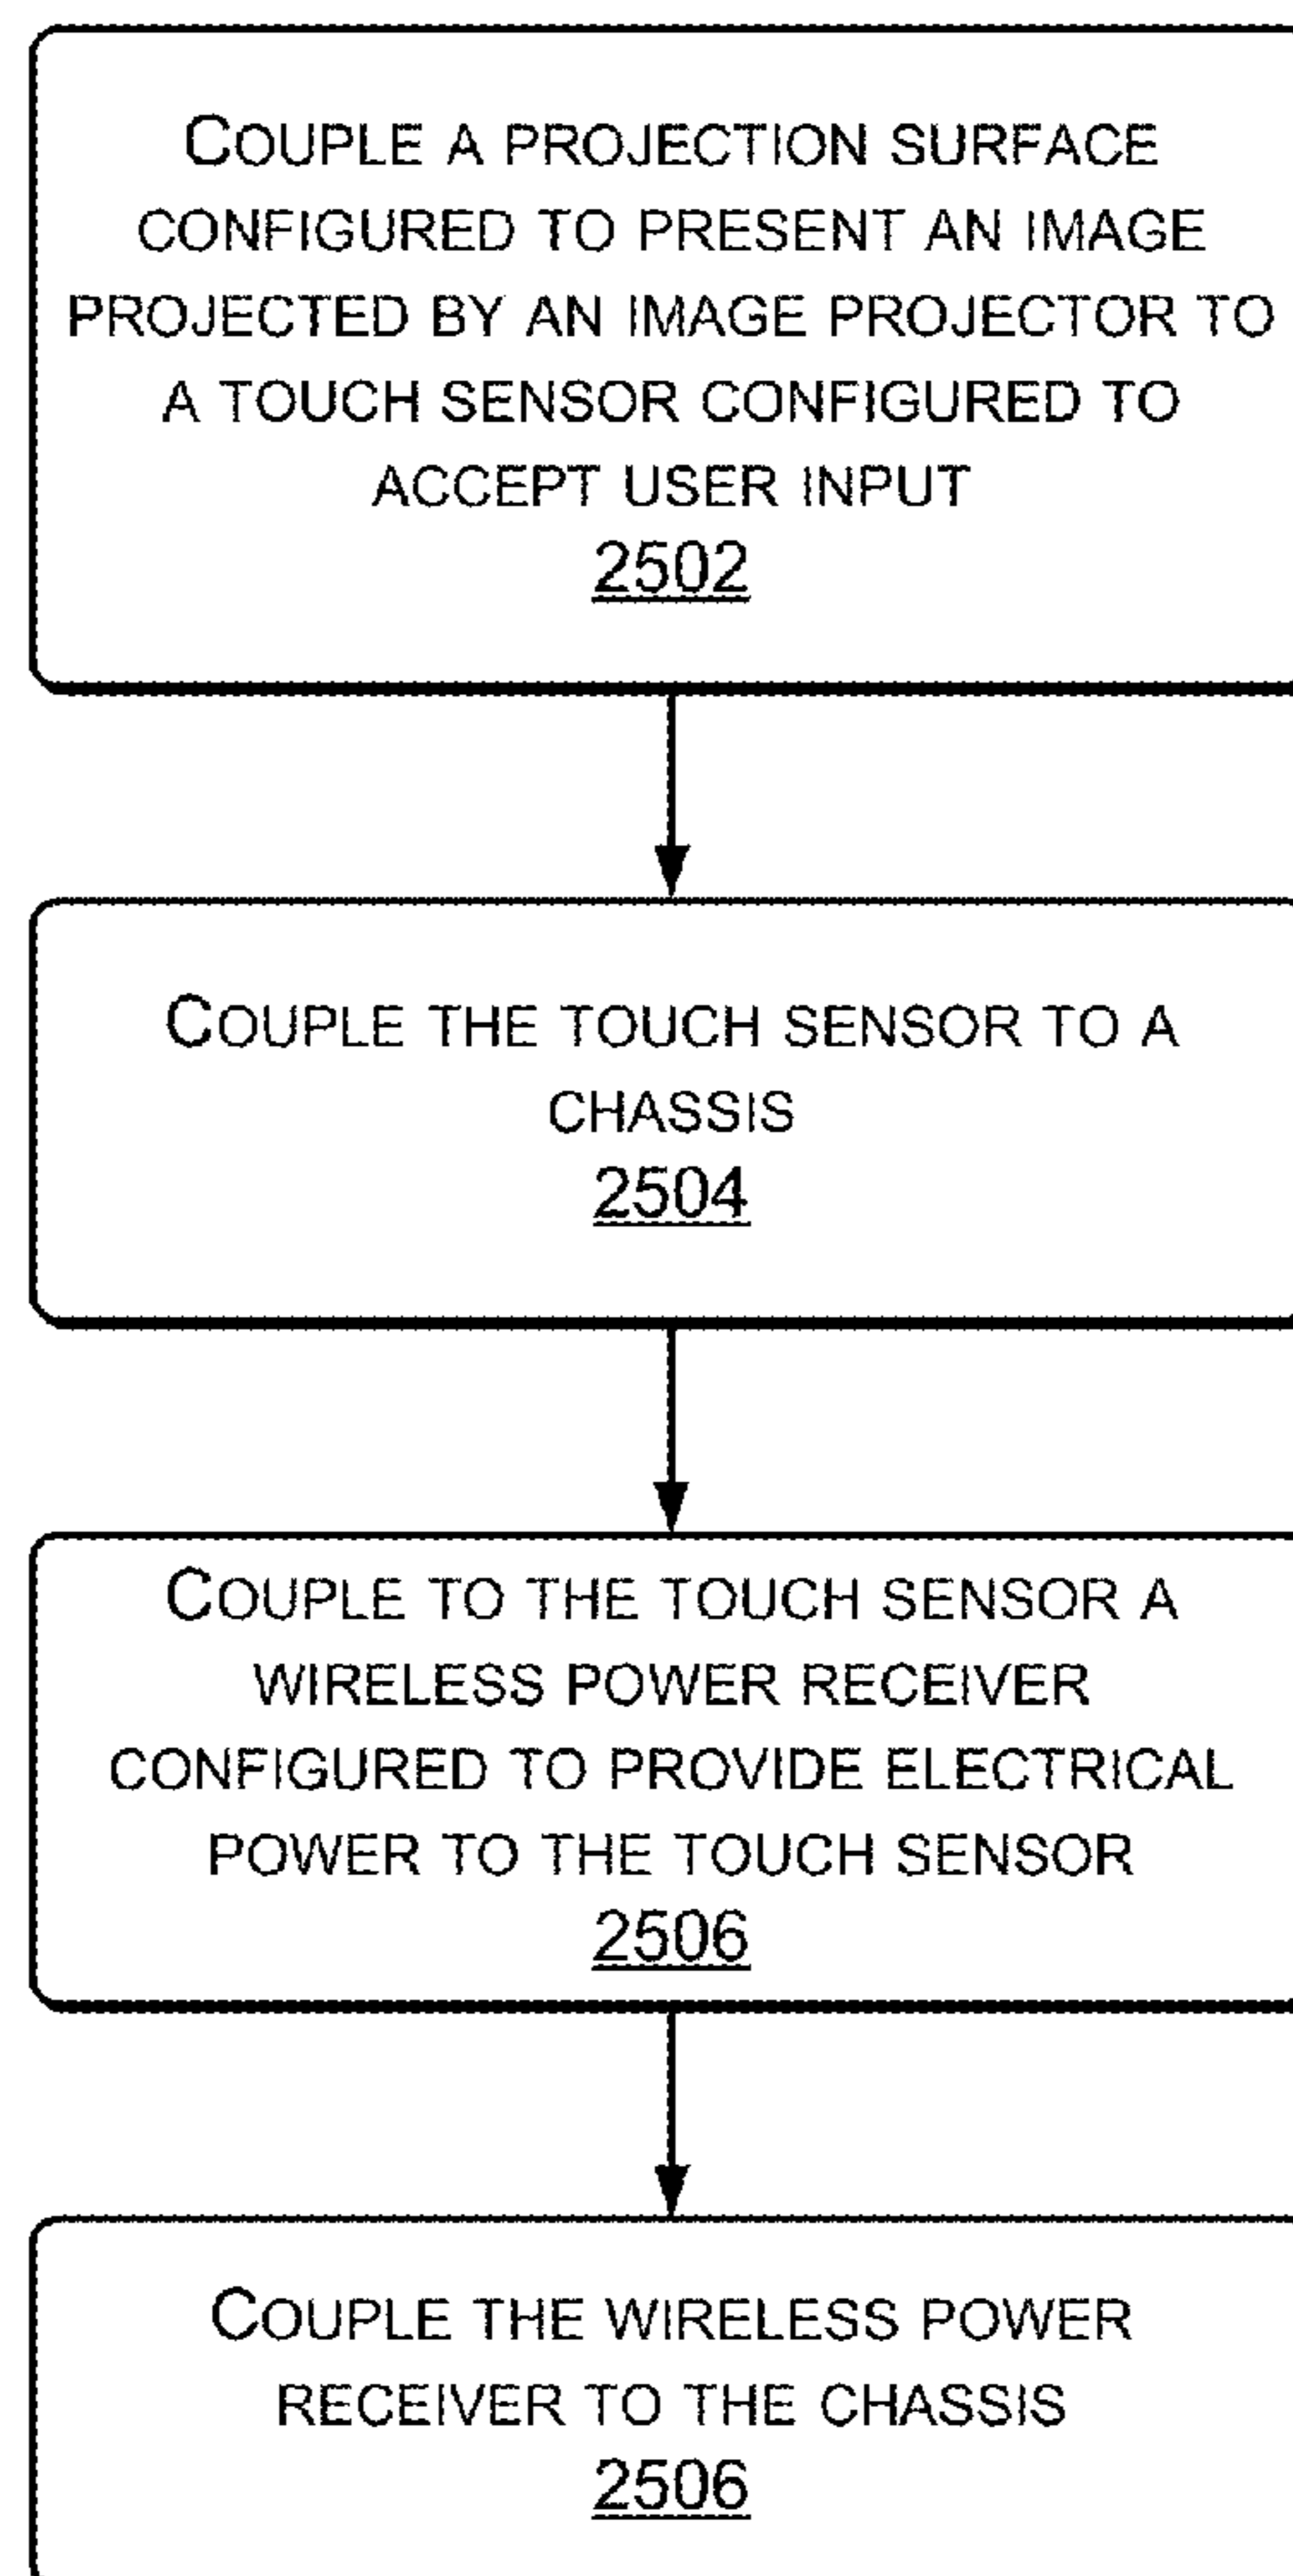 COUPLE A PROJECTION SURFACE
CONFIGURED TO PRESENT AN IMAGE
PROJECTED BY AN IMAGE PROJECTOR TO
A TOUCH SENSOR CONFIGURED TO
ACCEPT USER INPUT
2502
COUPLE THE TOUCH SENSOR TO A
CHASSIS
2504
COUPLE TO THE TOUCH SENSOR A
WIRELESS POWER RECEIVER
CONFIGURED TO PROVIDE ELECTRICAL
POWER TO THE TOUCH SENSOR
2506
COUPLE THE WIRELESS POWER
RECEIVER TO THE CHASSIS
2506